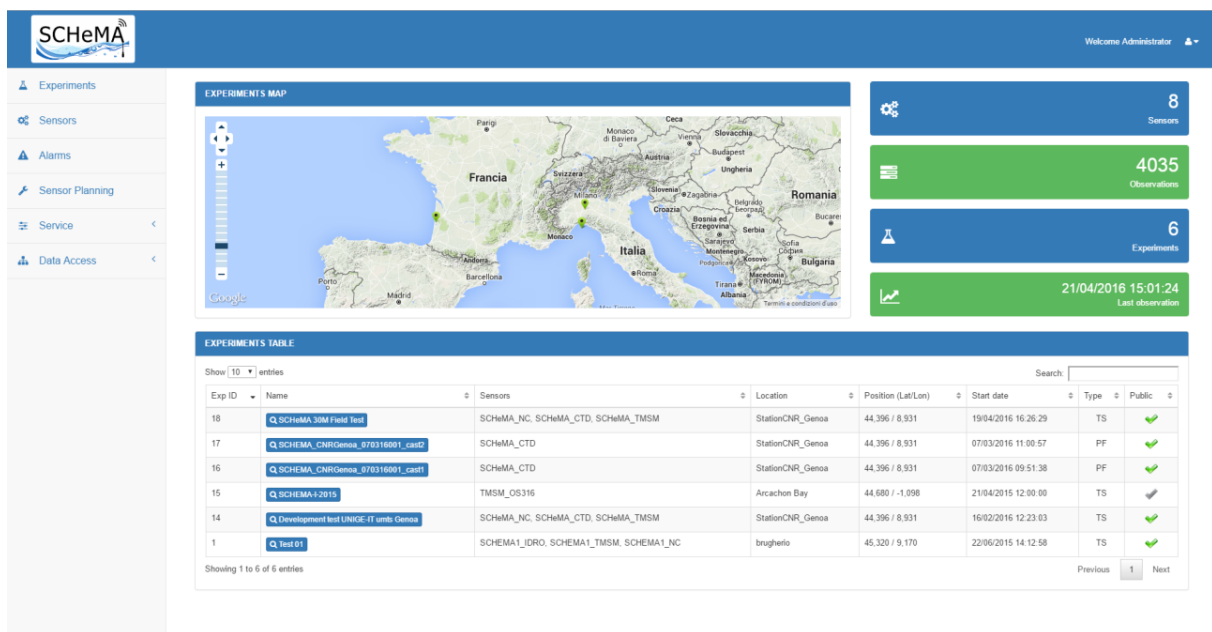 SCHeMA
Welcome Administrator
Experiments
Sensors
Alarms
Sensor Planning
Service
Data Access
EXPERIMENTS MAP
Parigi
Ceca
Monaco
di Baviera
Vienna
Slovacchia
Budapest
Austria
Ungheria
Francia
Svizzera
Milano
Slovenia
Zagabria
Romania
Croazia
Belgrado
Београд
Bucare
Bosnia ed
Erzegovina
Serbia
Monaco
Sarajevo
Italia
Montenegro
Sofia
София
Andorra
Podgorica
Kosovo
Bulgaria
Barcellona
Roma
Macedonia
(FYROM)
Porto
Tirana
Madrid
Albania
Google
Mar Tirreno
Termini e condizioni d'uso
8
Sensors
4035
Observations
6
Experiments
21/04/2016 15:01:24
Last observation
EXPERIMENTS TABLE
Show 10 entries
Search:
Exp ID Name Sensors Location Position (Lat/Lon) Start date Type Public
18 SCHeMA 30M Field Test SCHeMA_NC, SCHeMA_CTD, SCHeMA_TMSM StationCNR_Genoa 44,396 / 8,931 19/04/2016 16:26:29 TS
17 SCHEMA_CNRGenoa_070316001_cast2 SCHeMA_CTD StationCNR_Genoa 44,396 / 8,931 07/03/2016 11:00:57 PF
16 SCHEMA_CNRGenoa_070316001_cast1 SCHeMA_CTD StationCNR_Genoa 44,396 / 8,931 07/03/2016 09:51:38 PF
15 SCHEMA-I-2015 TMSM_OS316 Arcachon Bay 44,680 / -1,098 21/04/2015 12:00:00 TS
14 Development test UNIGE-IT umts Genoa SCHeMA_NC, SCHeMA_CTD, SCHeMA_TMSM StationCNR_Genoa 44,396 / 8,931 16/02/2016 12:23:03 TS
1 Test 01 SCHEMA1_IDRO, SCHEMA1_TMSM, SCHEMA1_NC brugherio 45,320 / 9,170 22/06/2015 14:12:58 TS
Showing 1 to 6 of 6 entries
Previous 1 Next